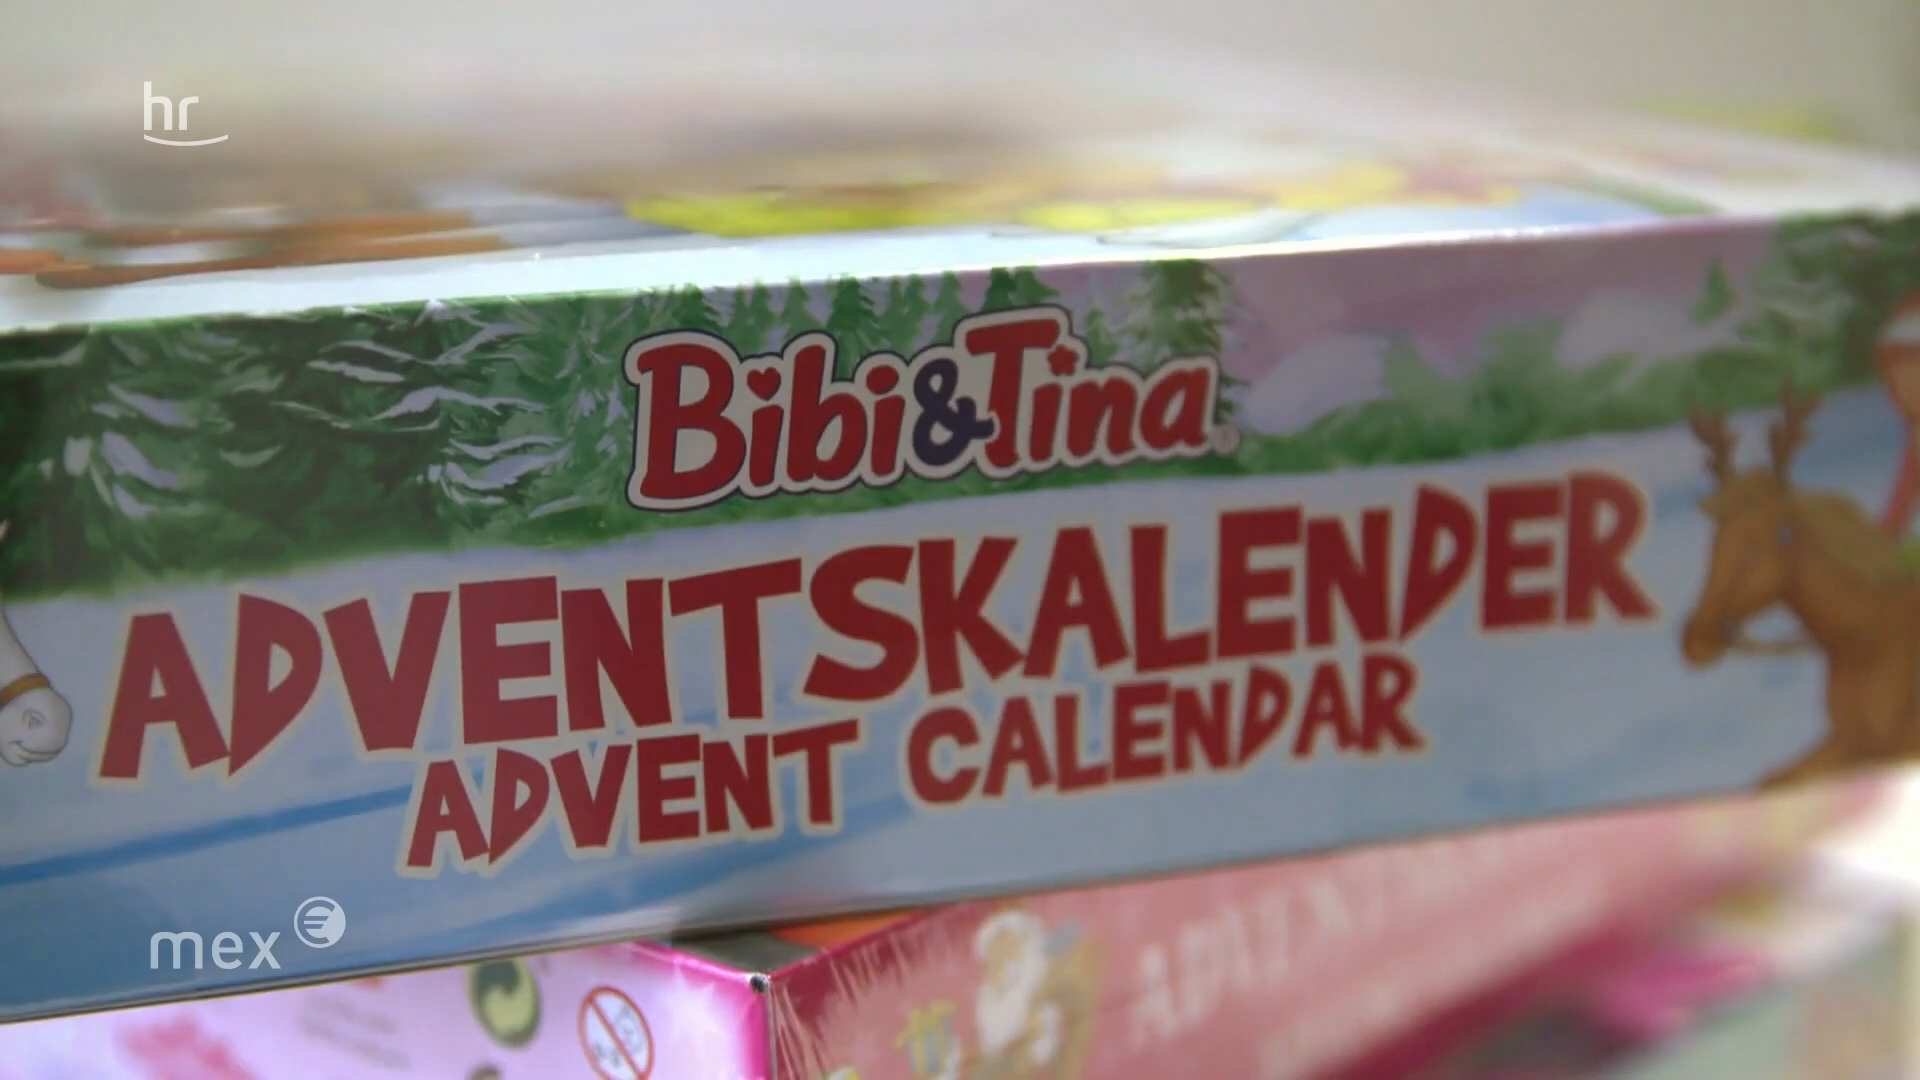 hr
Bibi&Tina
ADVENTSKALENDER
ADVENT CALENDAR
mex